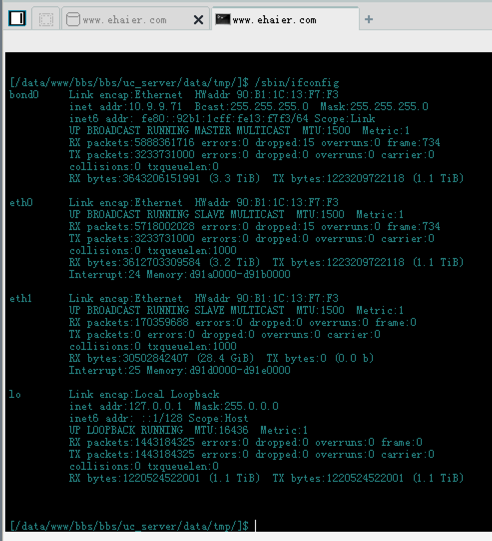 www.ehaier.com
www.ehaier.com
[/data/www/bbs/bbs/uc_server/data/tmp/]$ /sbin/ifconfig
bond0 Link encap:Ethernet HWaddr 90:B1:1C:13:F7:F3
inet addr:10.9.9.71 Bcast:255.255.255.0 Mask:255.255.255.0
inet6 addr: fe80::92b1:1cff:fe13:f7f3/64 Scope:Link
UP BROADCAST RUNNING MASTER MULTICAST MTU:1500 Metric:1
RX packets:5888361716 errors:0 dropped:15 overruns:0 frame:734
TX packets:3233731000 errors:0 dropped:0 overruns:0 carrier:0
collisions:0 txqueuelen:0
RX bytes:3643206151991 (3.3 TiB) TX bytes:1223209722118 (1.1 TiB)
eth0 Link encap:Ethernet HWaddr 90:B1:1C:13:F7:F3
UP BROADCAST RUNNING SLAVE MULTICAST MTU:1500 Metric:1
RX packets:5718002028 errors:0 dropped:15 overruns:0 frame:734
TX packets:3233731000 errors:0 dropped:0 overruns:0 carrier:0
collisions:0 txqueuelen:1000
RX bytes:3612703309584 (3.2 TiB) TX bytes:1223209722118 (1.1 TiB)
Interrupt:24 Memory:d91a0000-d91b0000
eth1 Link encap:Ethernet HWaddr 90:B1:1C:13:F7:F3
UP BROADCAST RUNNING SLAVE MULTICAST MTU:1500 Metric:1
RX packets:170359688 errors:0 dropped:0 overruns:0 frame:0
TX packets:0 errors:0 dropped:0 overruns:0 carrier:0
collisions:0 txqueuelen:1000
RX bytes:30502842407 (28.4 GiB) TX bytes:0 (0.0 b)
Interrupt:25 Memory:d91d0000-d91e0000
lo Link encap:Local Loopback
inet addr:127.0.0.1 Mask:255.0.0.0
inet6 addr: ::1/128 Scope:Host
UP LOOPBACK RUNNING MTU:16436 Metric:1
RX packets:1443184325 errors:0 dropped:0 overruns:0 frame:0
TX packets:1443184325 errors:0 dropped:0 overruns:0 carrier:0
collisions:0 txqueuelen:0
RX bytes:1220524522001 (1.1 TiB) TX bytes:1220524522001 (1.1 TiB)
[/data/www/bbs/bbs/uc_server/data/tmp/]$